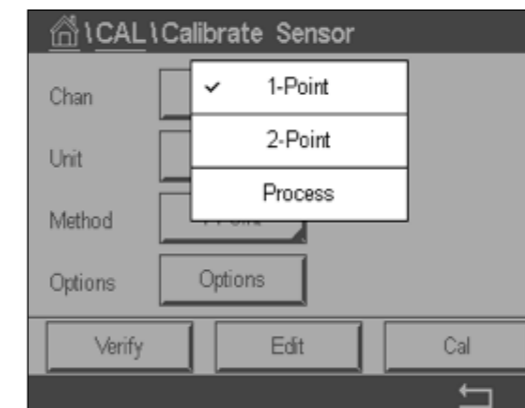 \CAL\Calibrate Sensor
Chan
1-Point
2-Point
Unit
Process
Method
Options Options
Verify Edit Cal